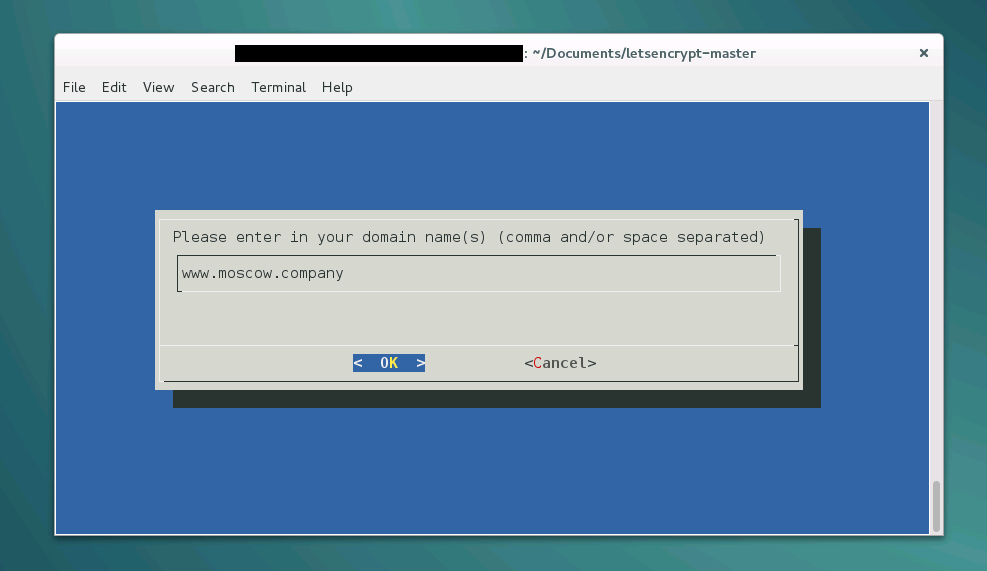 : ~/Documents/letsencrypt-master ×
File Edit View Search Terminal Help
Please enter in your domain name(s) (comma and/or space separated)
www.moscow.company
< OK > <Cancel>